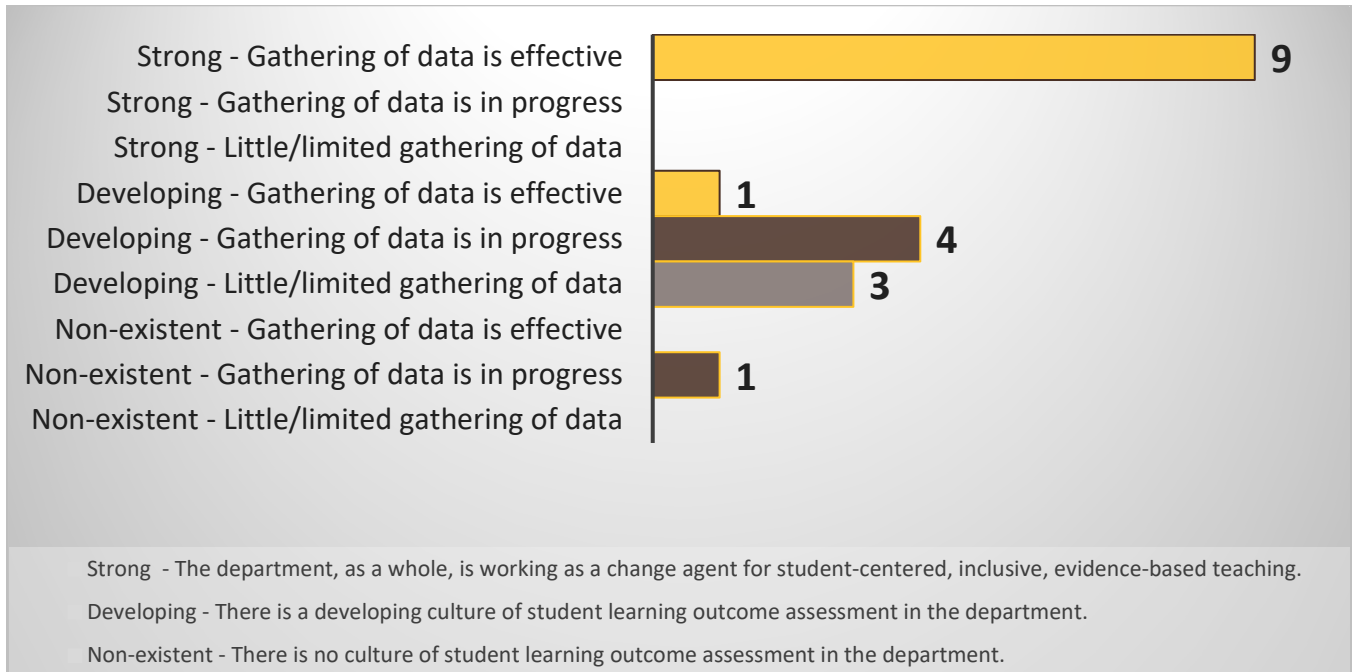 Strong - Gathering of data is effective 9
Strong - Gathering of data is in progress
Strong - Little/limited gathering of data
Developing - Gathering of data is effective 1
Developing - Gathering of data is in progress 4
Developing - Little/limited gathering of data 3
Non-existent - Gathering of data is effective
Non-existent - Gathering of data is in progress 1
Non-existent - Little/limited gathering of data
Strong - The department, as a whole, is working as a change agent for student-centered, inclusive, evidence-based teaching.
Developing - There is a developing culture of student learning outcome assessment in the department.
Non-existent - There is no culture of student learning outcome assessment in the department.